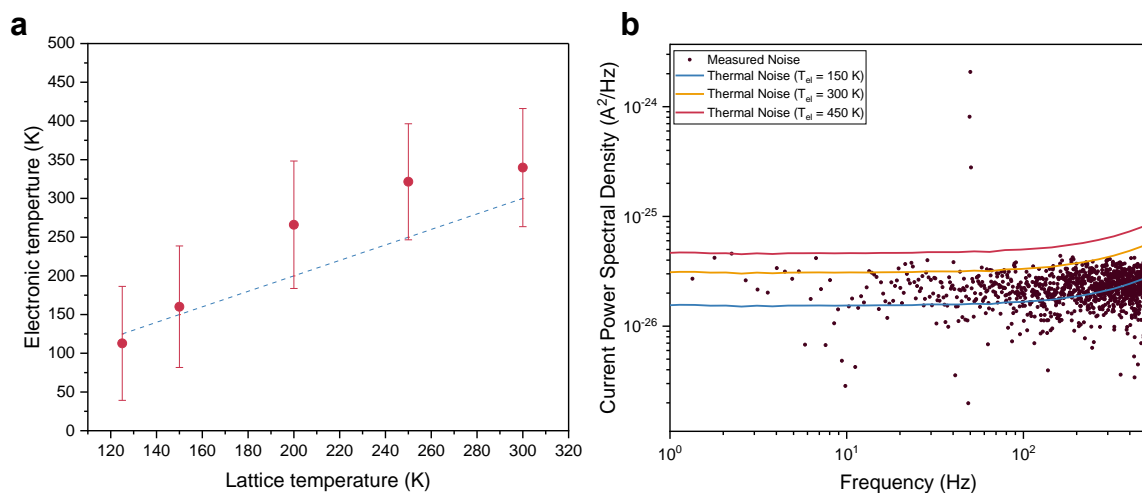 a
500
450
400
350
300
250
200
150
100
50
0
Electronic temperture (K)
120 140 160 180 200 220 240 260 280 300 320
Lattice temperature (K)
b
Measured Noise
Thermal Noise (Tel = 150 K)
Thermal Noise (Tel = 300 K)
Thermal Noise (Tel = 450 K)
10⁻²⁴
10⁻²⁵
10⁻²⁶
Current Power Spectral Density (A²/Hz)
10⁰ 10¹ 10²
Frequency (Hz)